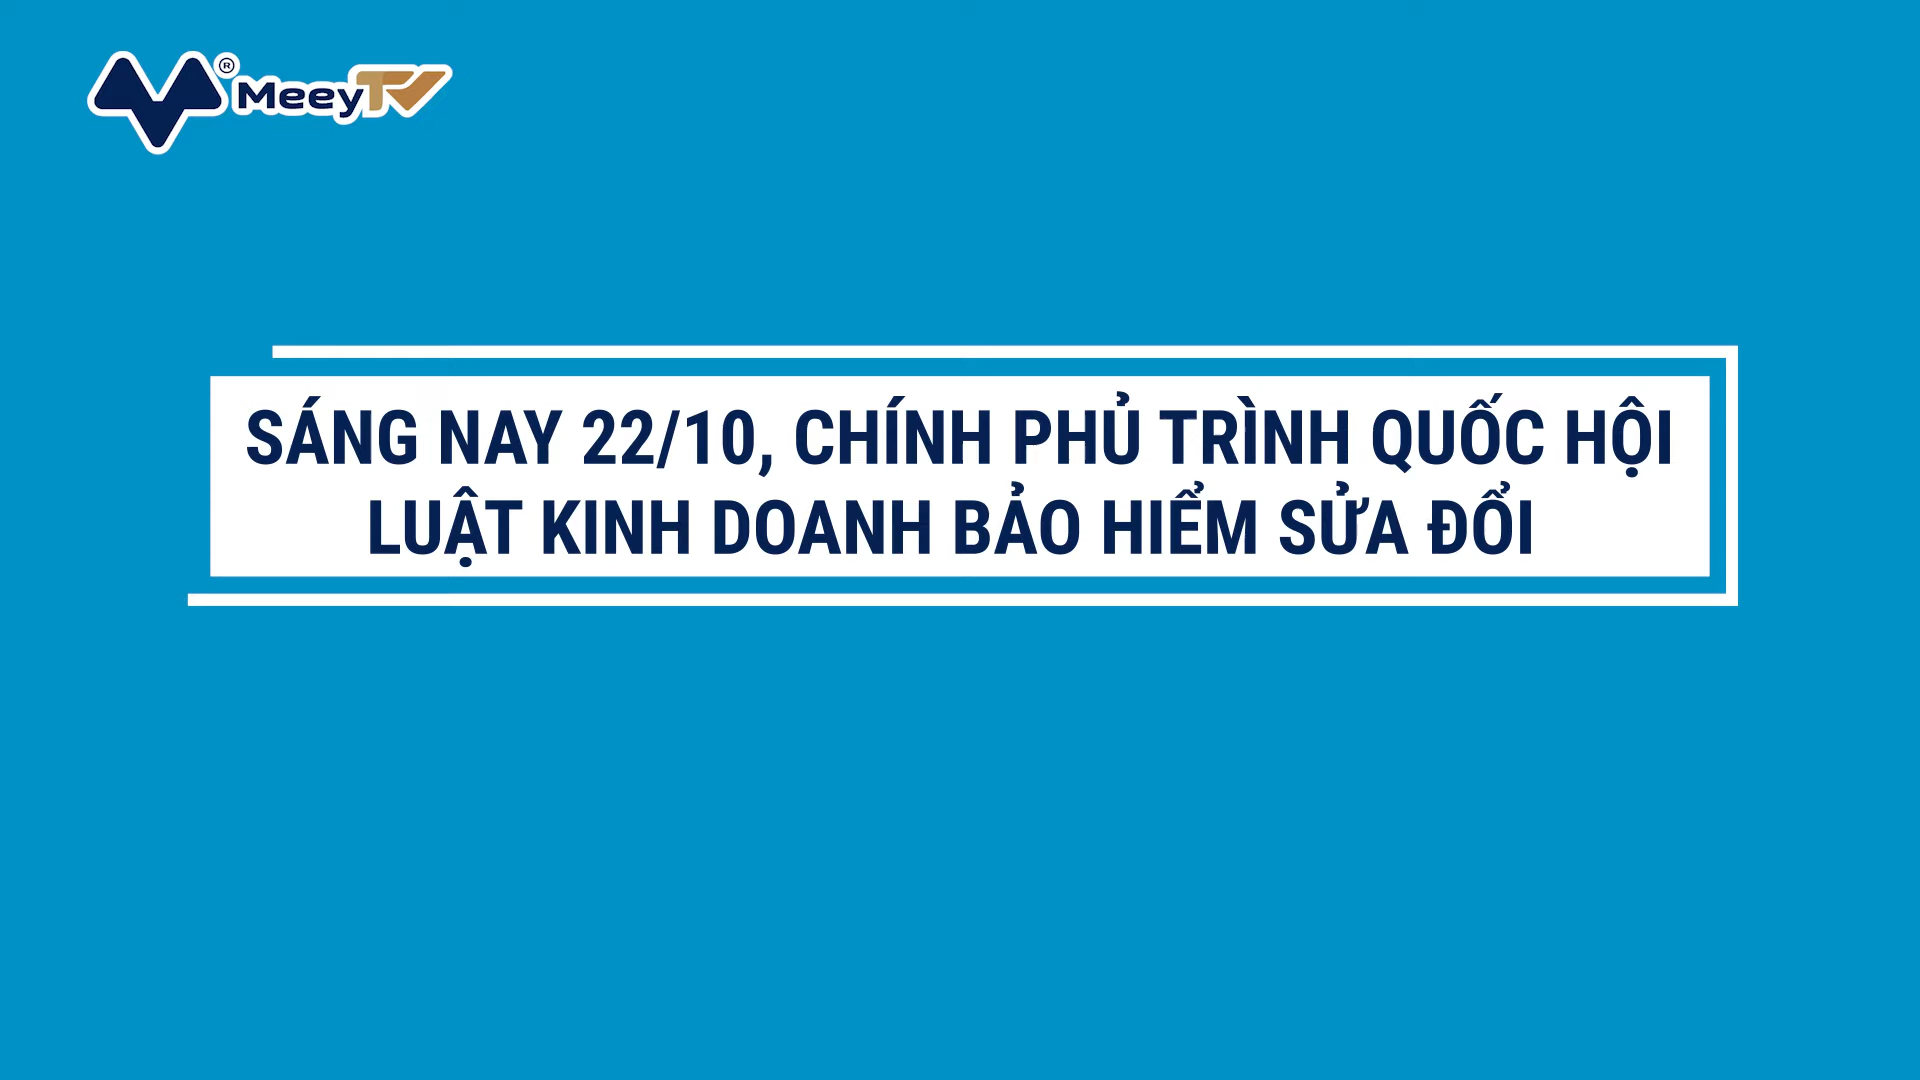 ® MeeyTV
SÁNG NAY 22/10, CHÍNH PHỦ TRÌNH QUỐC HỘI
LUẬT KINH DOANH BẢO HIỂM SỬA ĐỔI